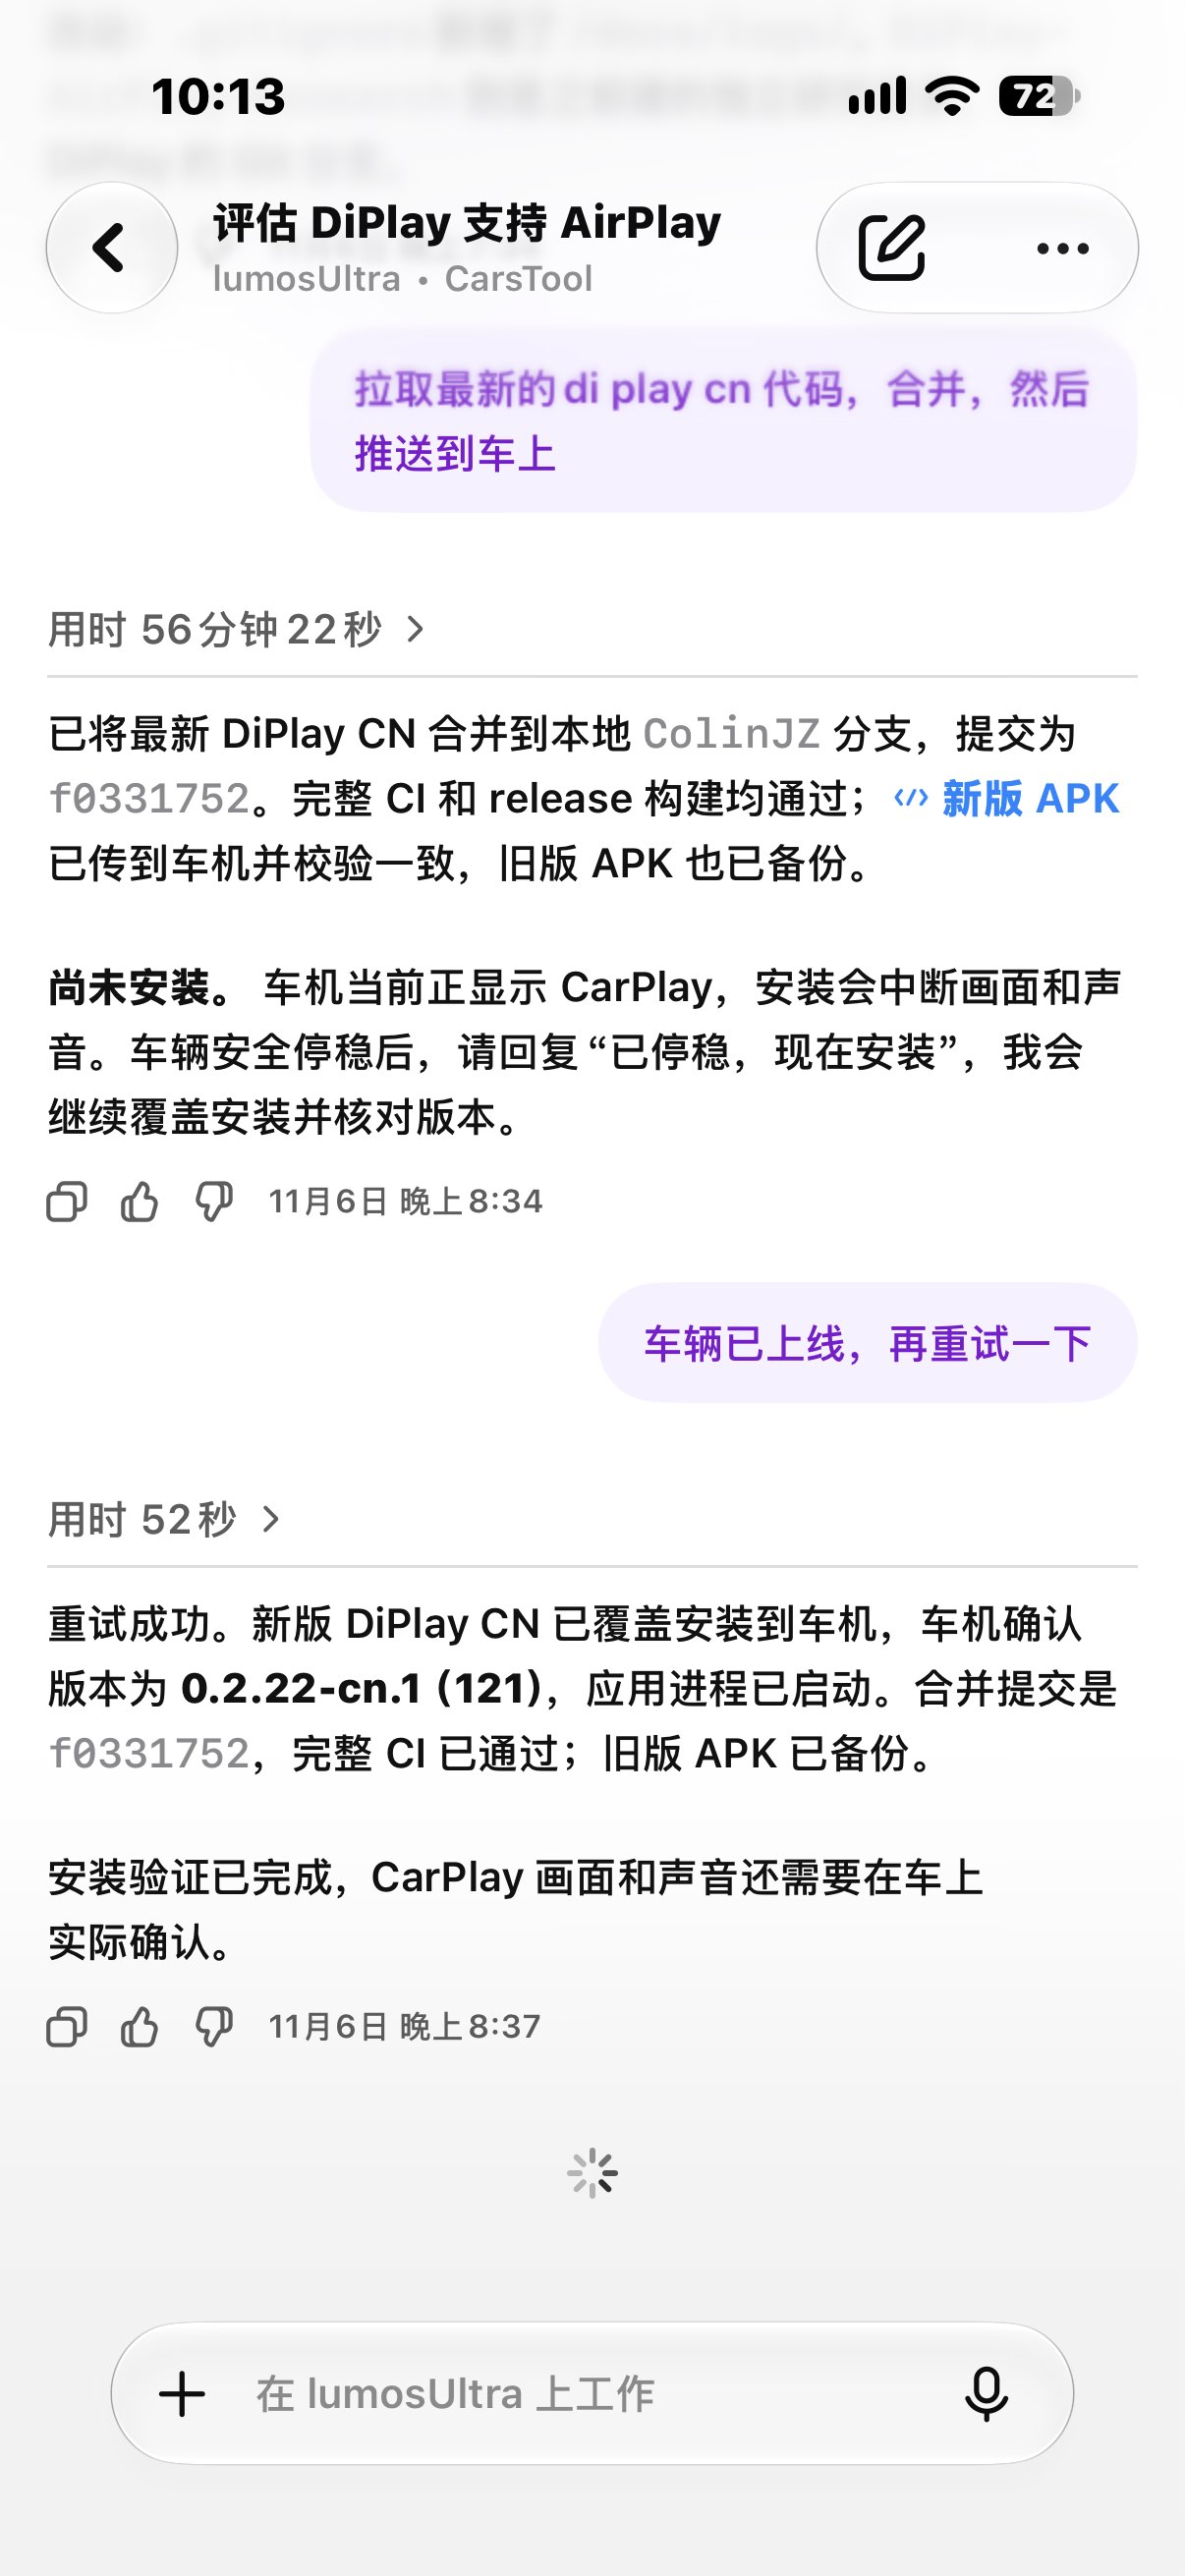 10:13
72
评估 DiPlay 支持 AirPlay
lumosUltra • CarsTool
拉取最新的 di play cn 代码，合并，然后
推送到车上
用时 56分钟22秒
已将最新 DiPlay CN 合并到本地 ColinJZ 分支，提交为
f0331752。完整 CI 和 release 构建均通过；新版 APK
已传到车机并校验一致，旧版 APK 也已备份。
尚未安装。 车机当前正显示 CarPlay，安装会中断画面和声
音。车辆安全停稳后，请回复“已停稳，现在安装”，我会
继续覆盖安装并核对版本。
11月6日 晚上8:34
车辆已上线，再重试一下
用时 52秒
重试成功。新版 DiPlay CN 已覆盖安装到车机，车机确认
版本为 0.2.22-cn.1 (121)，应用进程已启动。合并提交是
f0331752，完整 CI 已通过；旧版 APK 已备份。
安装验证已完成，CarPlay 画面和声音还需要在车上
实际确认。
11月6日 晚上8:37
在 lumosUltra 上工作